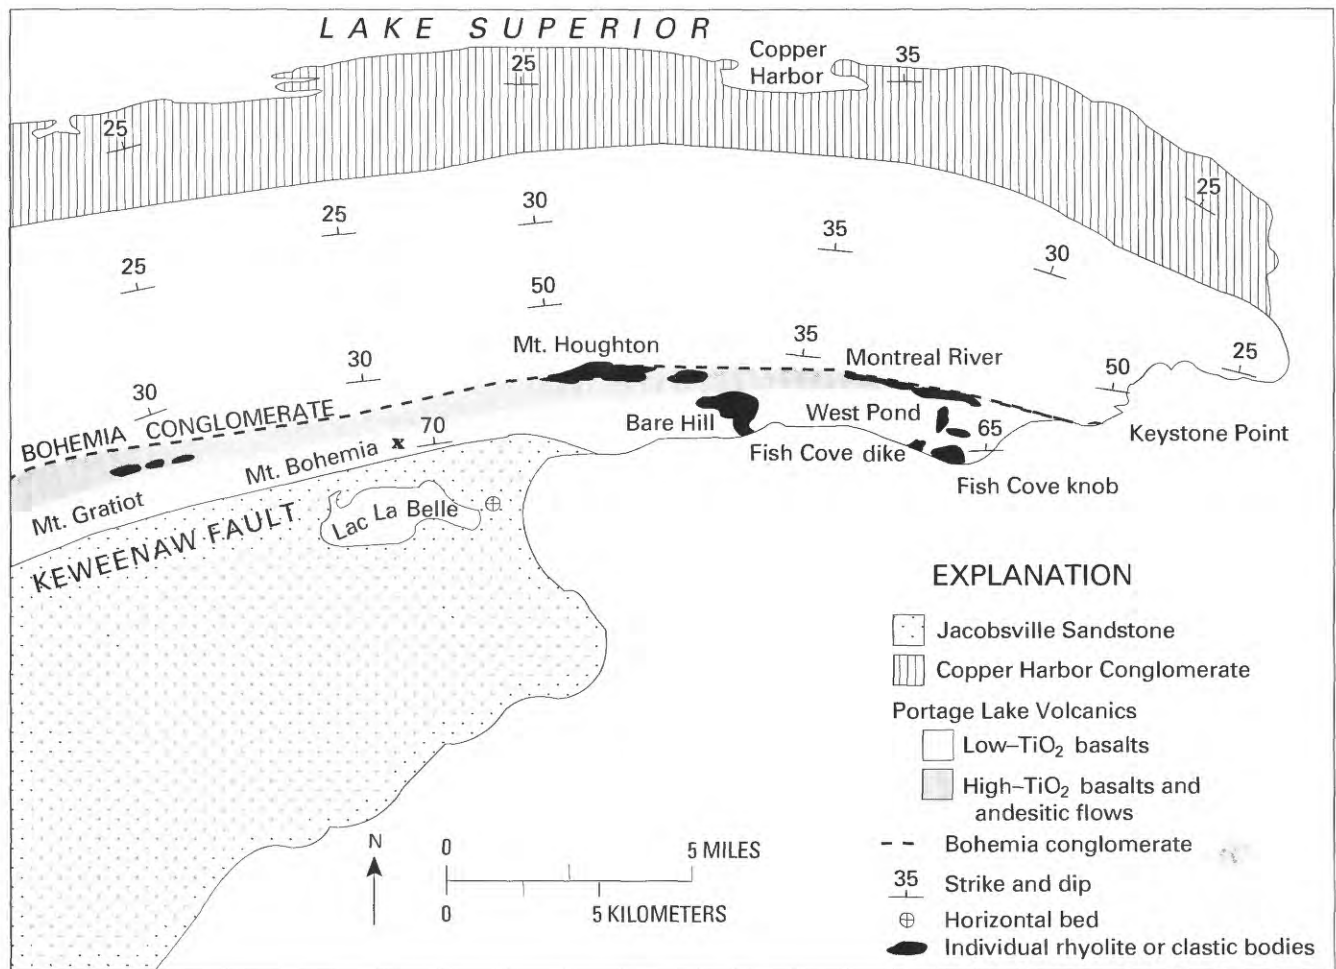 LAKE SUPERIOR
Copper
Harbor
25
35
25
25
25
30
35
30
25
50
35
25
Mt. Houghton
Montreal River
30
50
30
BOHEMIA CONGLOMERATE
Bare Hill
West Pond
Keystone Point
70
65
Mt. Bohemia x
Fish Cove dike
Fish Cove knob
Mt. Gratiot
Lac La Belle
KEWEENAW FAULT
EXPLANATION
Jacobsville Sandstone
Copper Harbor Conglomerate
Portage Lake Volcanics
Low–TiO₂ basalts
High–TiO₂ basalts and
andesitic flows
Bohemia conglomerate
35 Strike and dip
Horizontal bed
Individual rhyolite or clastic bodies
N
0 5 MILES
0 5 KILOMETERS